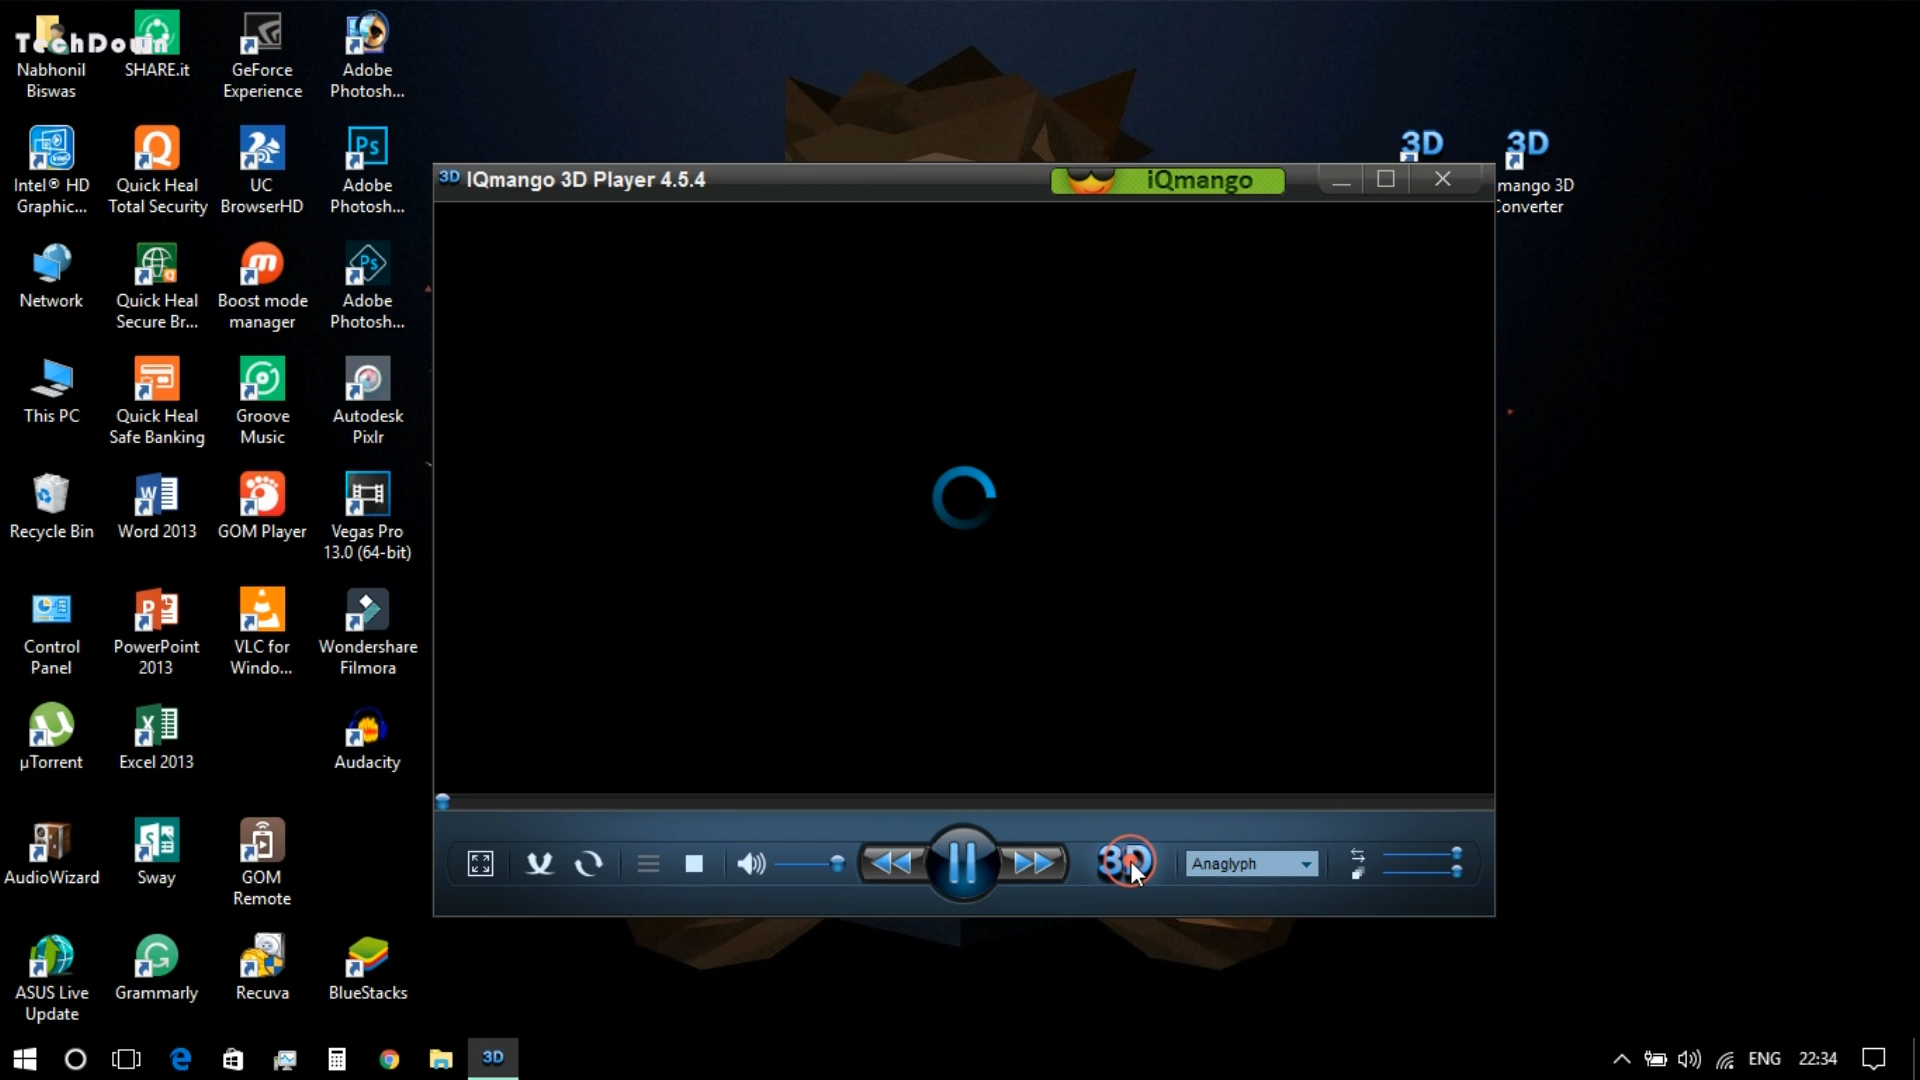 TechDown
Nabhonil
Biswas
SHARE.it
GeForce
Experience
Adobe
Photosh...
Intel® HD
Graphic...
Quick Heal
Total Security
UC
BrowserHD
Ps
Adobe
Photosh...
Network
Quick Heal
Secure Br...
Boost mode
manager
Ps
Adobe
Photosh...
This PC
Quick Heal
Safe Banking
Groove
Music
Autodesk
Pixlr
Recycle Bin
Word 2013
GOM Player
Vegas Pro
13.0 (64-bit)
Control
Panel
PowerPoint
2013
VLC for
Windo...
Wondershare
Filmora
µTorrent
Excel 2013
Audacity
AudioWizard
Sway
GOM
Remote
ASUS Live
Update
Grammarly
Recuva
BlueStacks
3D
3D
mango 3D
Converter
3D IQmango 3D Player 4.5.4
iQmango
3D
Anaglyph
3D
ENG
22:34